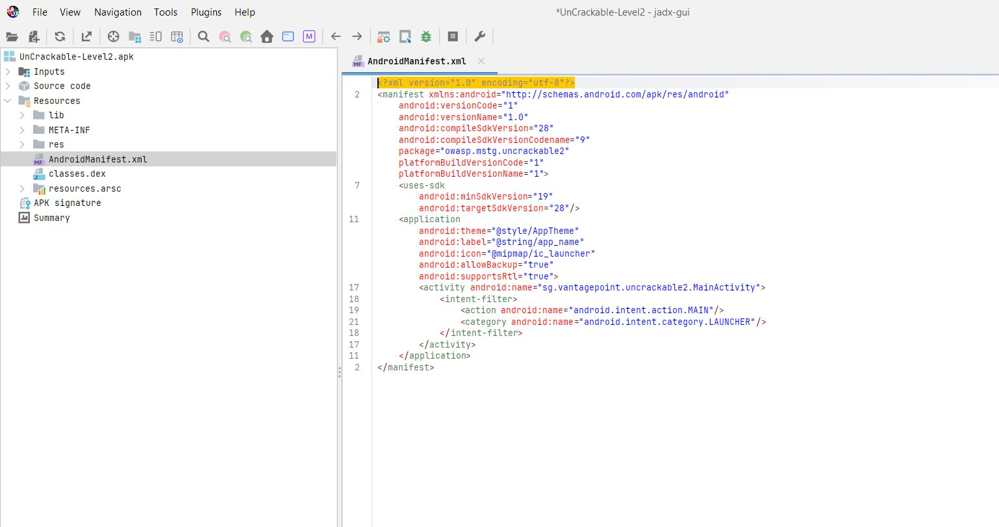 File View Navigation Tools Plugins Help
*UnCrackable-Level2 - jadx-gui
UnCrackable-Level2.apk
Inputs
Source code
Resources
lib
META-INF
res
AndroidManifest.xml
classes.dex
resources.arsc
APK signature
Summary
AndroidManifest.xml
<?xml version="1.0" encoding="utf-8"?>
2 <manifest xmlns:android="http://schemas.android.com/apk/res/android"
android:versionCode="1"
android:versionName="1.0"
android:compileSdkVersion="28"
android:compileSdkVersionCodename="9"
package="owasp.mstg.uncrackable2"
platformBuildVersionCode="1"
platformBuildVersionName="1">
7 <uses-sdk
android:minSdkVersion="19"
android:targetSdkVersion="28"/>
11 <application
android:theme="@style/AppTheme"
android:label="@string/app_name"
android:icon="@mipmap/ic_launcher"
android:allowBackup="true"
android:supportsRtl="true">
17 <activity android:name="sg.vantagepoint.uncrackable2.MainActivity">
18 <intent-filter>
19 <action android:name="android.intent.action.MAIN"/>
21 <category android:name="android.intent.category.LAUNCHER"/>
18 </intent-filter>
17 </activity>
11 </application>
2 </manifest>